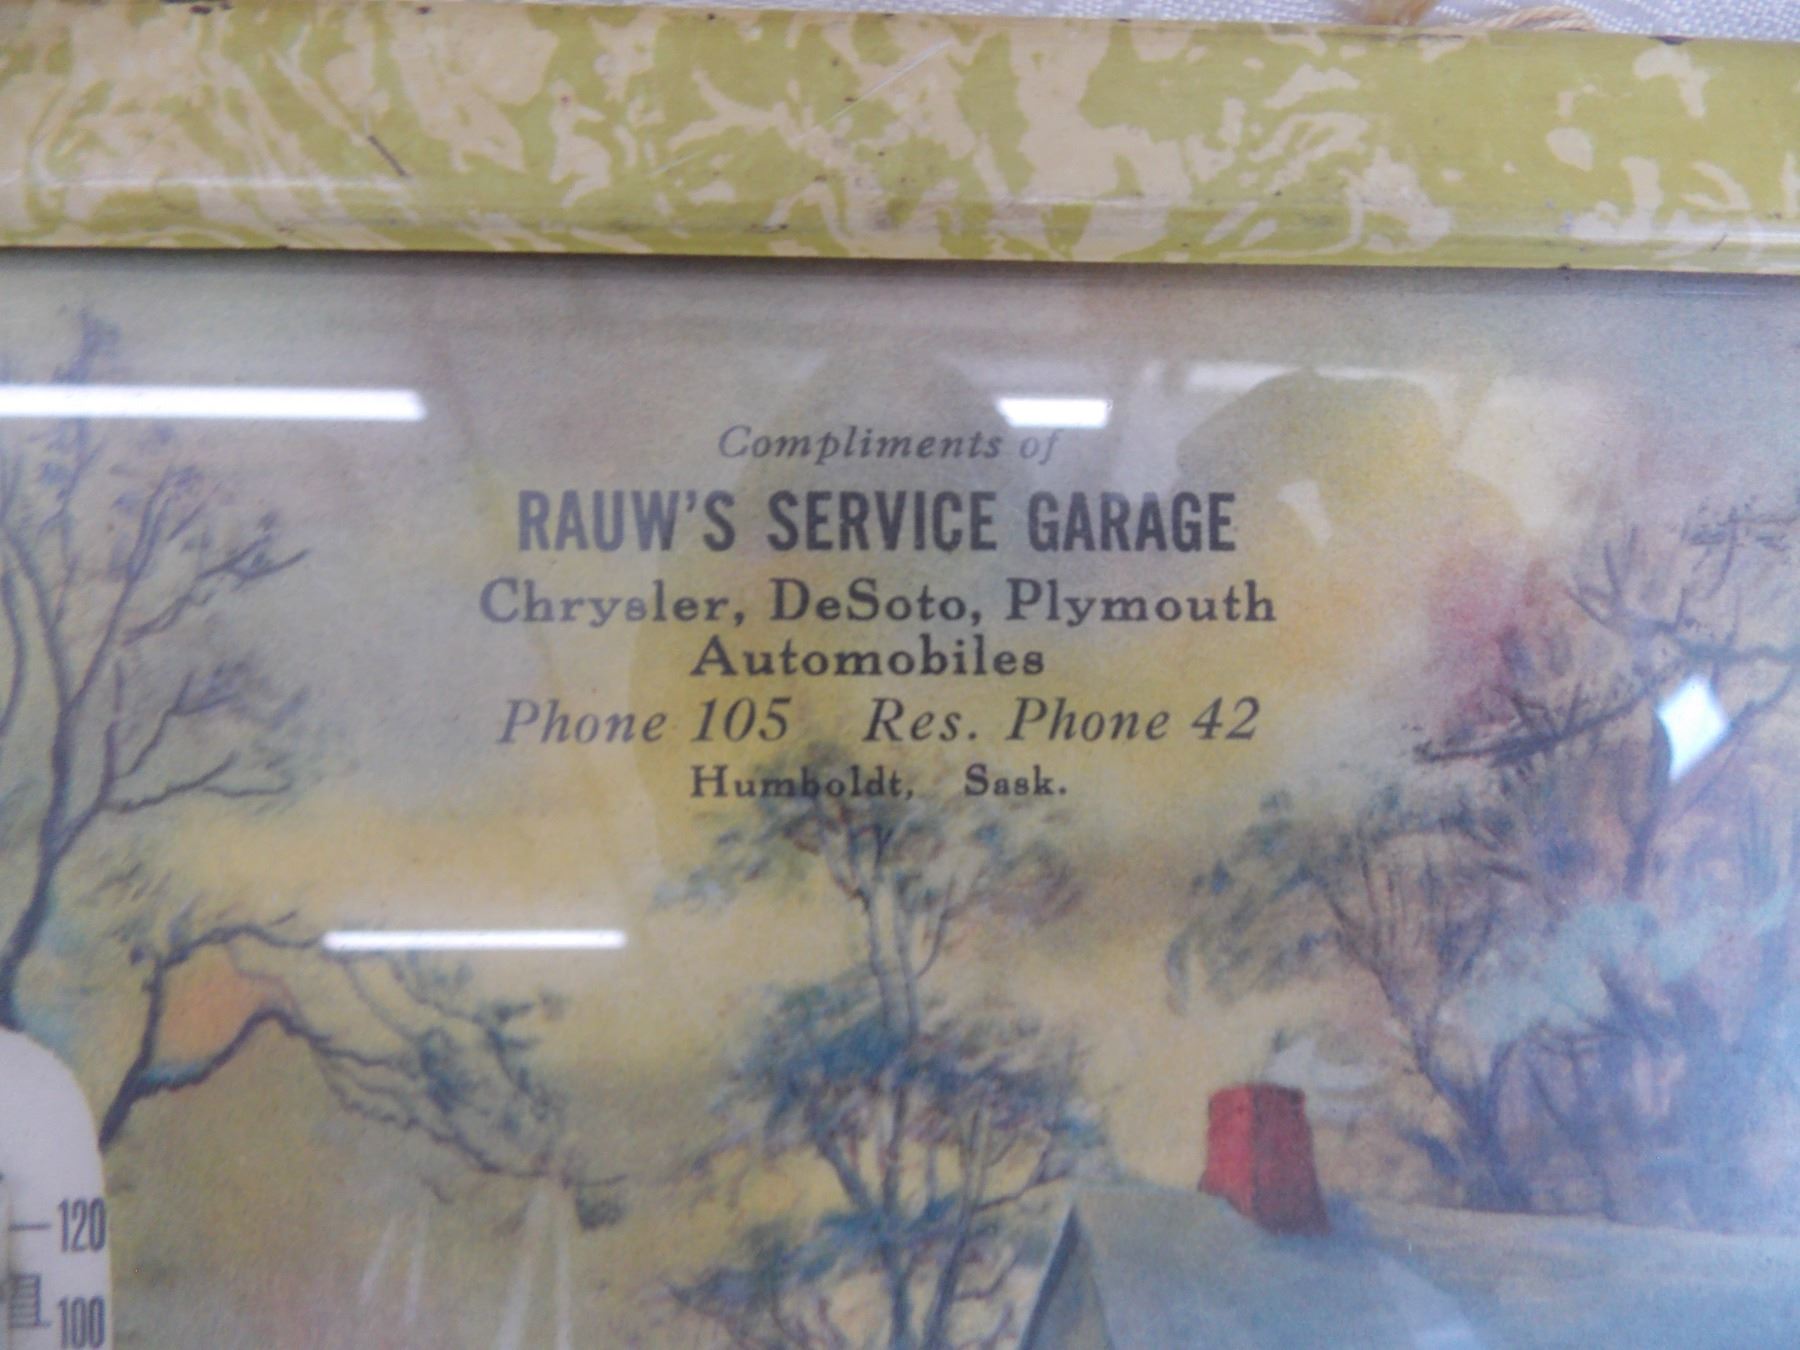 Compliments of
RAUW'S SERVICE GARAGE
Chrysler, DeSoto, Plymouth
Automobiles
Phone 105 Res. Phone 42
Humboldt, Sask.
120
100